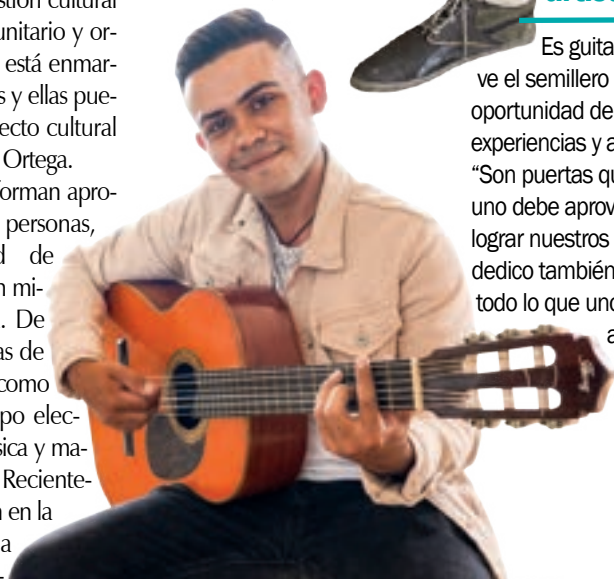 stión cultural
unitario y or-
está enmar-
s y ellas pue-
ecto cultural
Ortega.
orman apro-
personas,
d de
n mi-
. De
as de
como
po elec-
sica y ma-
Reciente-
en la
a
Es guita
ve el semillero
oportunidad de
experiencias y a
“Son puertas qu
uno debe aprov
lograr nuestros
dedico también
todo lo que uno
a